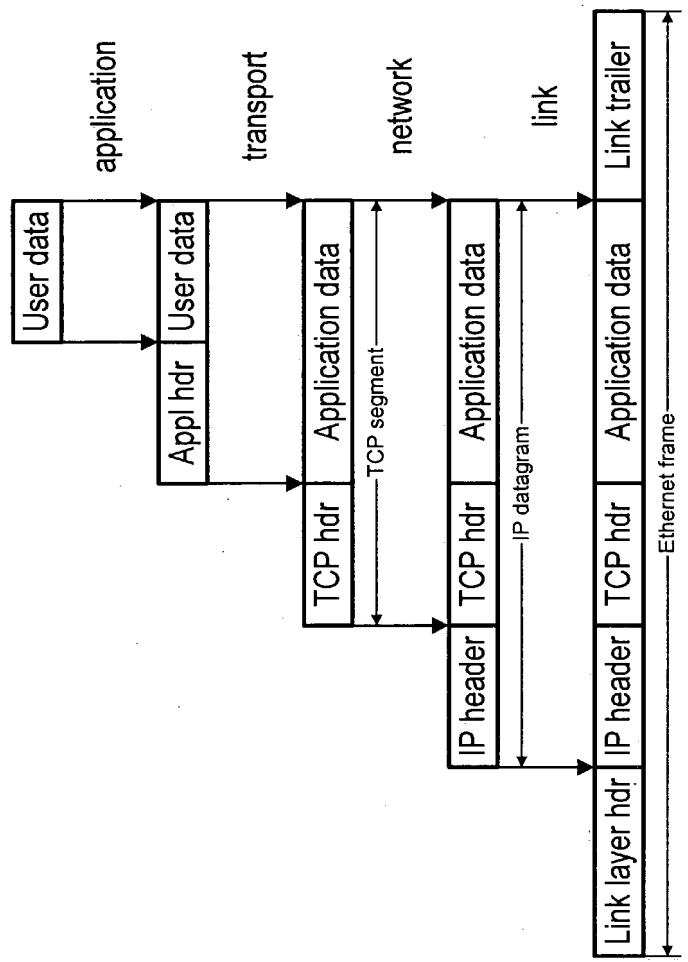 User data
application
Appl hdr User data
transport
TCP hdr Application data
TCP segment
network
IP header TCP hdr Application data
IP datagram
link
Link layer hdr IP header TCP hdr Application data Link trailer
Ethernet frame